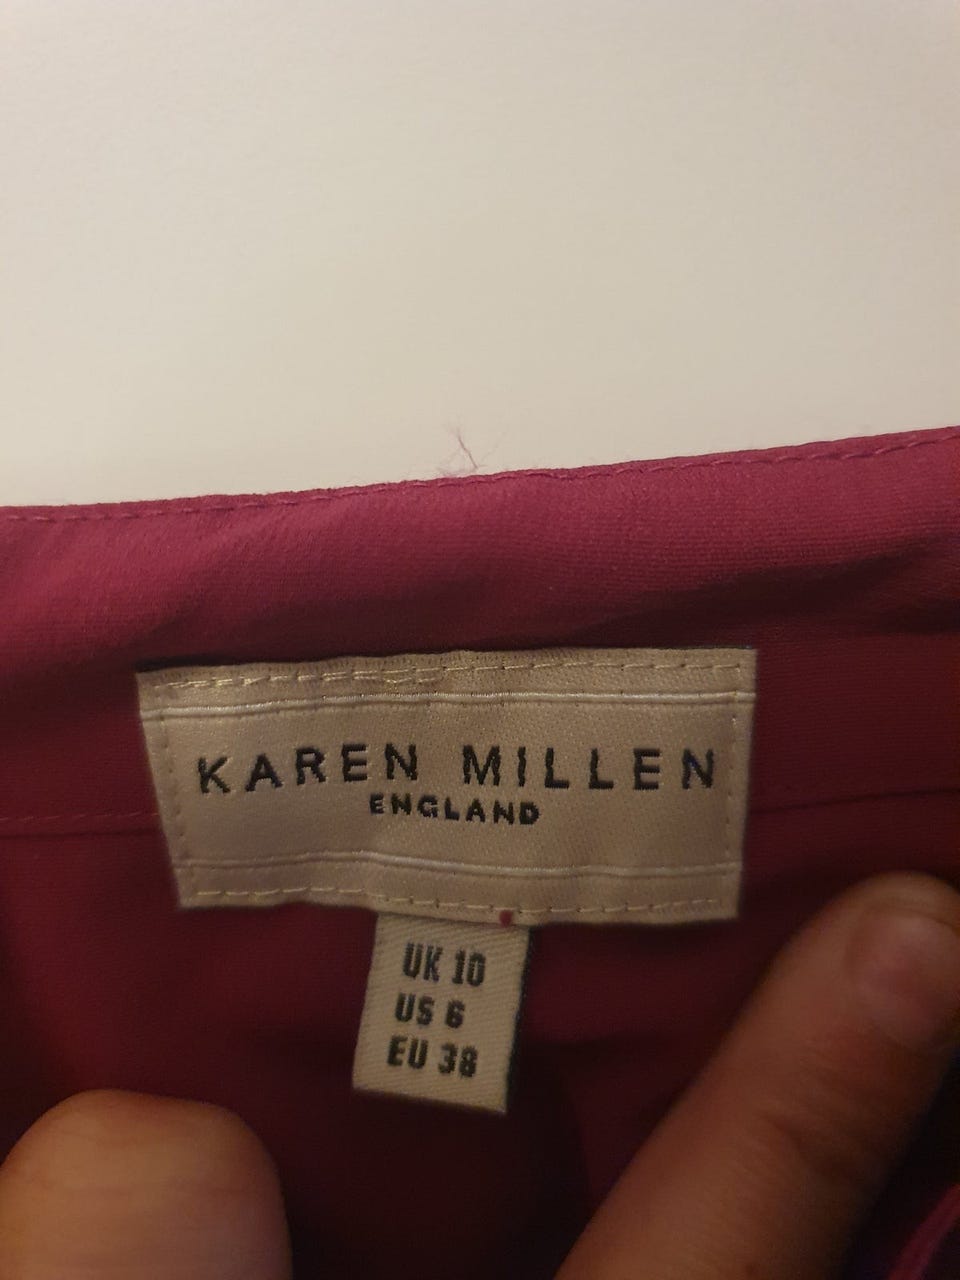 KAREN MILLEN
ENGLAND
UK 10
US 6
EU 38